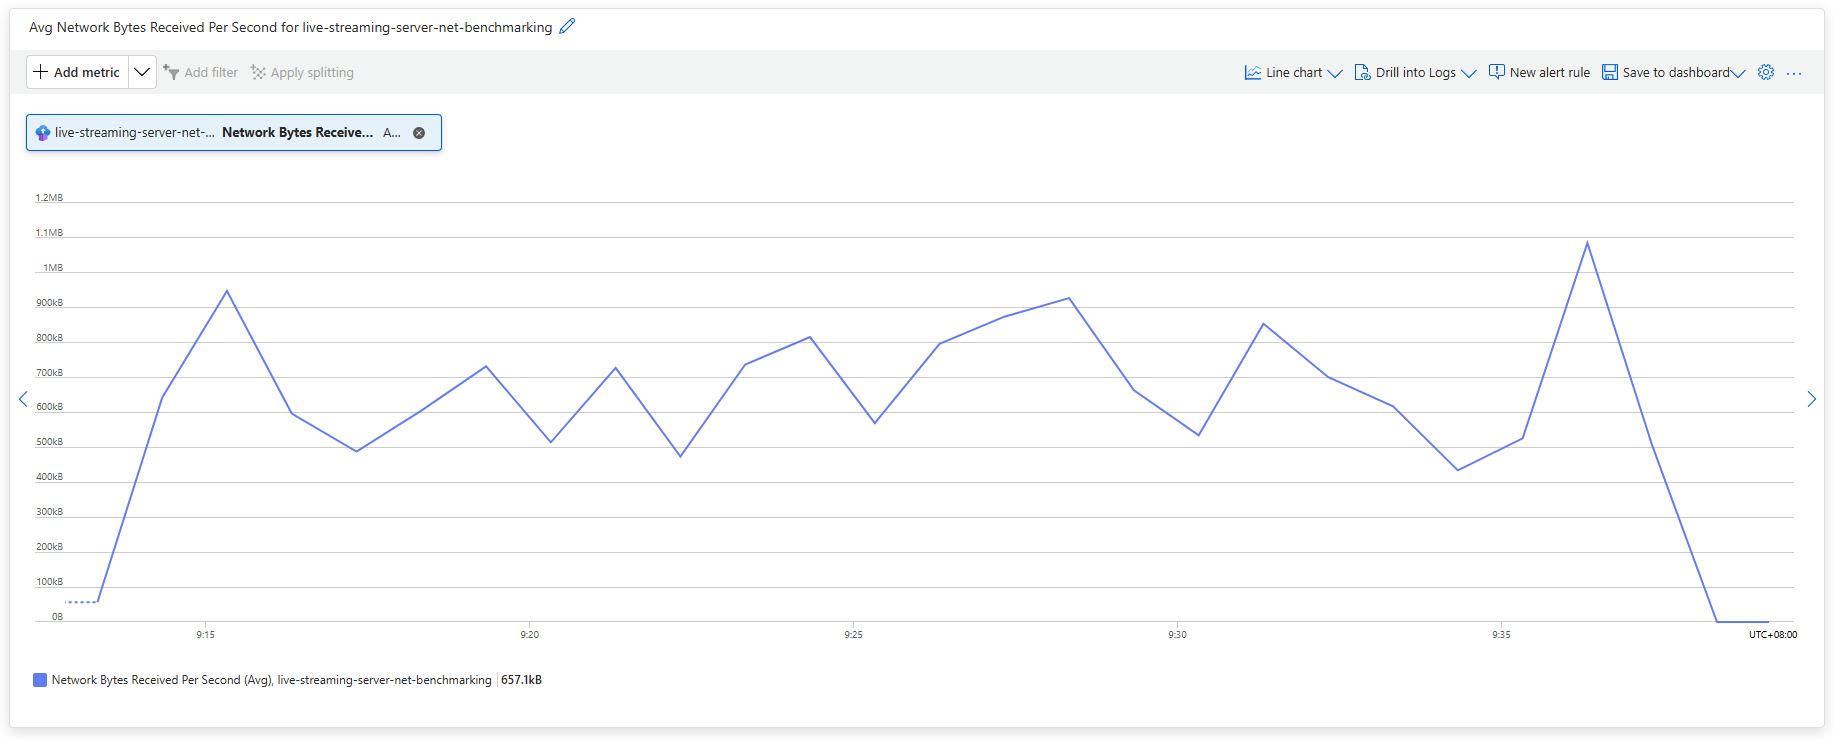 Avg Network Bytes Received Per Second for live-streaming-server-net-benchmarking
Add metric Add filter Apply splitting Line chart Drill into Logs New alert rule Save to dashboard ...
live-streaming-server-net-... Network Bytes Receive... A...
1.2MB
1.1MB
1MB
900kB
800kB
700kB
600kB
500kB
400kB
300kB
200kB
100kB
0B
9:15 9:20 9:25 9:30 9:35 UTC+08:00
Network Bytes Received Per Second (Avg), live-streaming-server-net-benchmarking 657.1kB